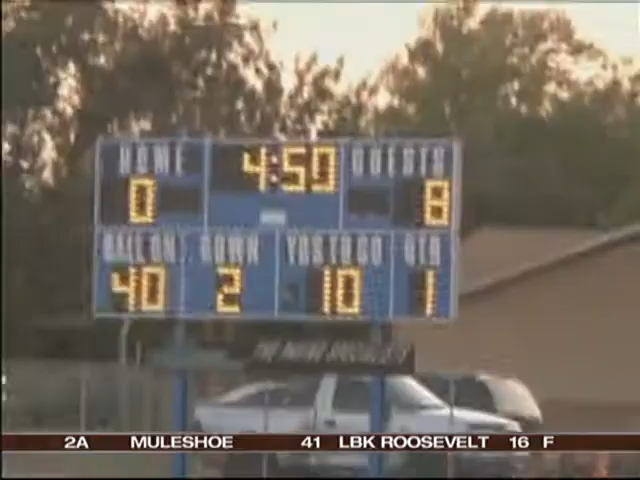 HOME 4:50 GUESTS
0 8
BALL ON DOWN YDS TO GO QTR
40 2 10 1
2A MULESHOE 41 LBK ROOSEVELT 16 F